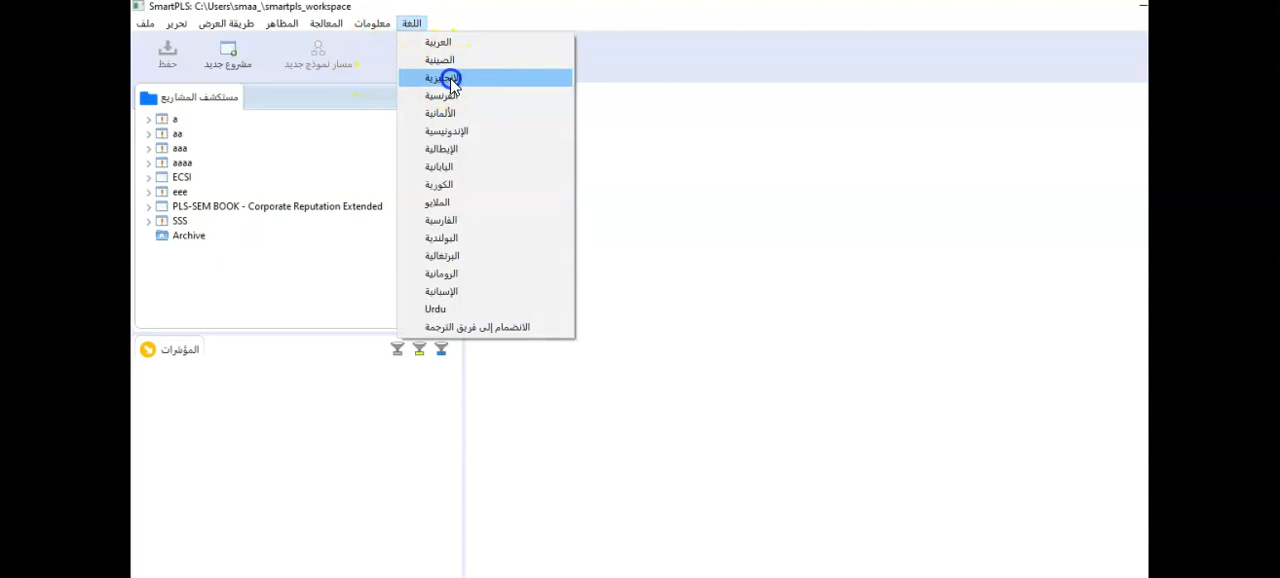 SmartPLS: C:\Users\smaa_\smartpls_workspace
ملف تحرير طريقة العرض المظاهر المعالجة معلومات اللغة
حفظ
مشروع جديد
مسار نموذج جديد
مستكشف المشاريع
a
aa
aaa
aaaa
ECSI
eee
PLS-SEM BOOK - Corporate Reputation Extended
SSS
Archive
العربية
الصينية
الإنجليزية
الفرنسية
الألمانية
الإندونيسية
الإيطالية
اليابانية
الكورية
الملايو
الفارسية
البولندية
البرتغالية
الرومانية
الإسبانية
Urdu
الانضمام إلى فريق الترجمة
المؤشرات